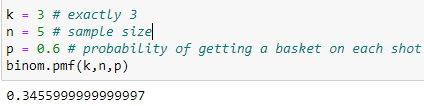 k = 3 # exactly 3
n = 5 # sample size
p = 0.6 # probability of getting a basket on each shot
binom.pmf(k,n,p)
0.3455999999999997